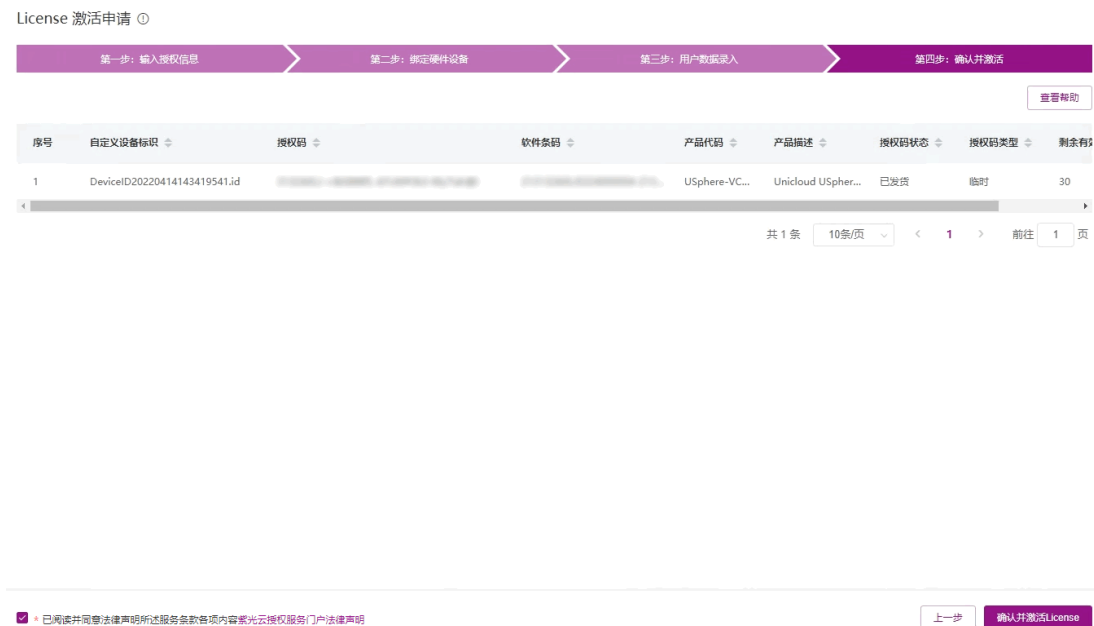 License 激活申请
第一步：输入授权信息 第二步：绑定硬件设备 第三步：用户数据录入 第四步：确认并激活
查看帮助
序号 自定义设备标识 授权码 软件条码 产品代码 产品描述 授权码状态 授权码类型 剩余有效
1 DeviceID20220414143419541.id USphere-VC... Unicloud USpher... 已发货 临时 30
共 1 条 10条/页 1 前往 1 页
* 已阅读并同意法律声明所述服务条款各项内容紫光云授权服务门户法律声明 上一步 确认并激活License